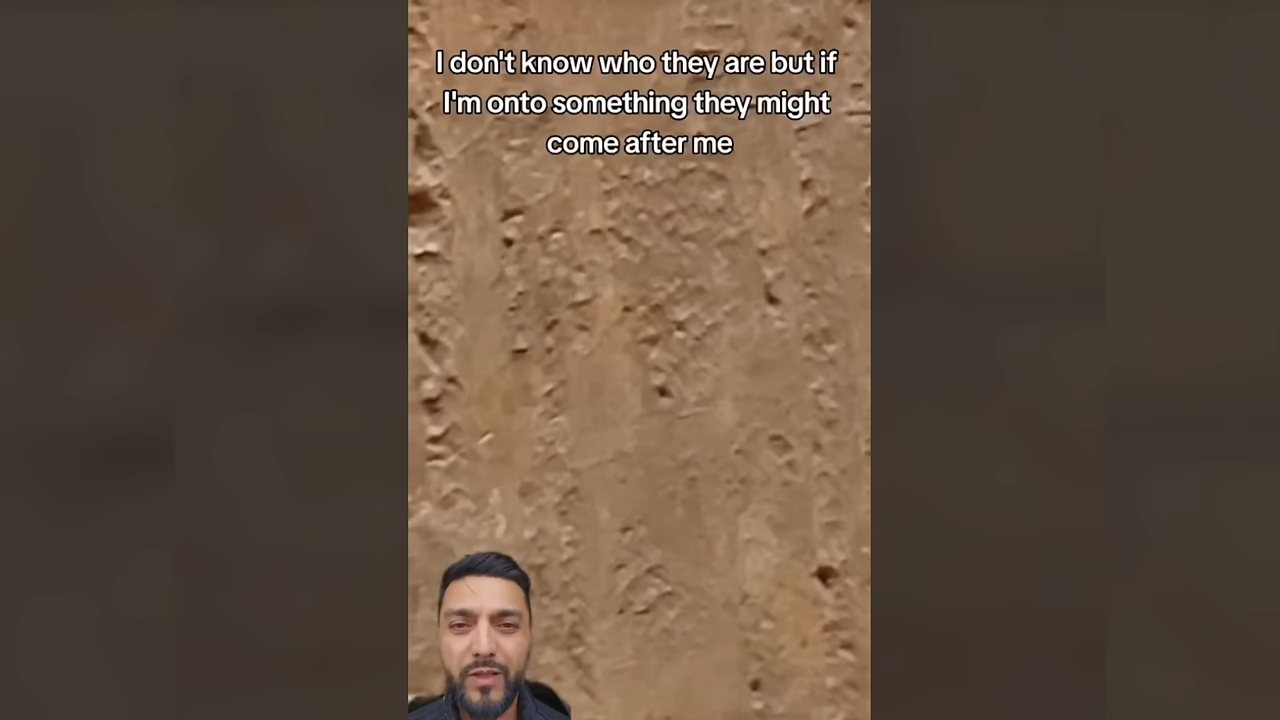 I don't know who they are but if
I'm onto something they might
come after me